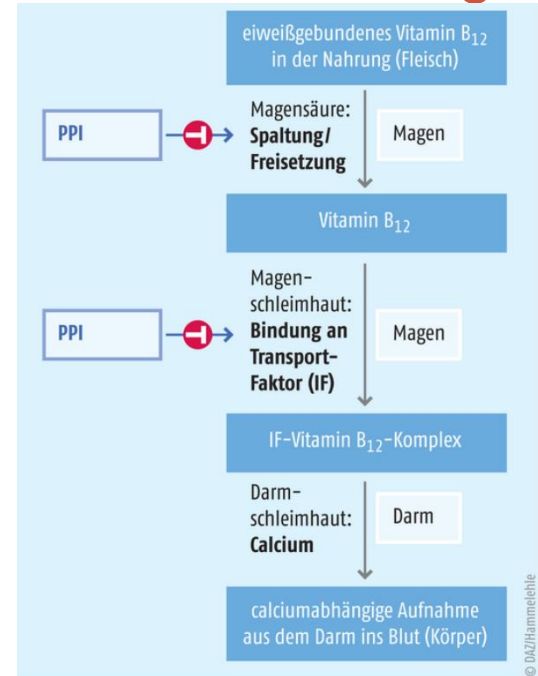 eiweißgebundenes Vitamin B₁₂
in der Nahrung (Fleisch)
PPI
Magensäure:
Spaltung/
Freisetzung
Magen
Vitamin B₁₂
PPI
Magen-
schleimhaut:
Bindung an
Transport-
Faktor (IF)
Magen
IF-Vitamin B₁₂-Komplex
Darm-
schleimhaut:
Calcium
Darm
calciumabhängige Aufnahme
aus dem Darm ins Blut (Körper)
© DAZ/Hammelehle